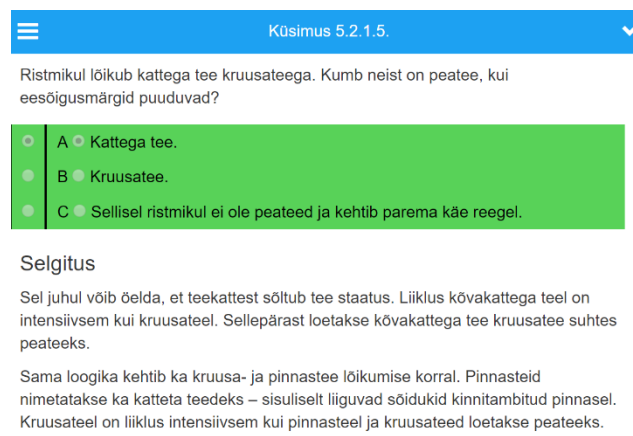 Küsimus 5.2.1.5.
Ristmikul lõikub kattega tee kruusateega. Kumb neist on peatee, kui
eesõigusmärgid puuduvad?
A Kattega tee.
B Kruusatee.
C Sellisel ristmikul ei ole peateed ja kehtib parema käe reegel.
Selgitus
Sel juhul võib öelda, et teekattest sõltub tee staatus. Liiklus kõvakattega teel on
intensiivsem kui kruusateel. Sellepärast loetakse kõvakattega tee kruusatee suhtes
peateeks.
Sama loogika kehtib ka kruusa- ja pinnastee lõikumise korral. Pinnasteid
nimetatakse ka katteta teedeks – sisuliselt liiguvad sõidukid kinnitambitud pinnasel.
Kruusateel on liiklus intensiivsem kui pinnasteel ja kruusateed loetakse peateeks.